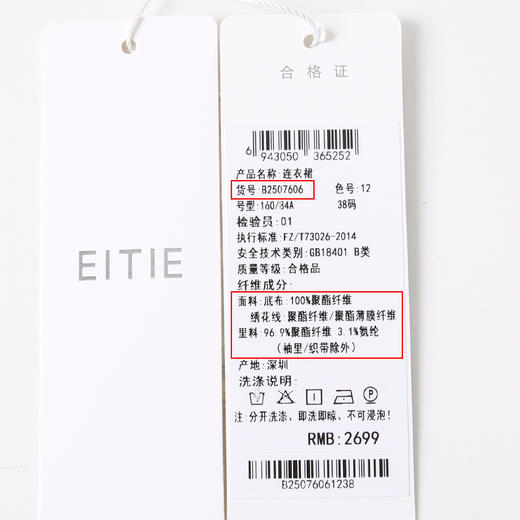 EITIE
合格证
6 943050 365252
产品名称:连衣裙
货号:B2507606 色号:12
号型:160/84A 38码
检验员:01
执行标准:FZ/T73026-2014
安全技术类别:GB18401 B类
质量等级:合格品
纤维成分:
面料:底布:100%聚酯纤维
绣花线:聚酯纤维/聚酯薄膜纤维
里料:96.9%聚酯纤维 3.1%氨纶
(袖里/织带除外)
产地:深圳
洗涤说明:
注:分开洗涤、即洗即晾、不可浸泡!
RMB:2699
B25076061238